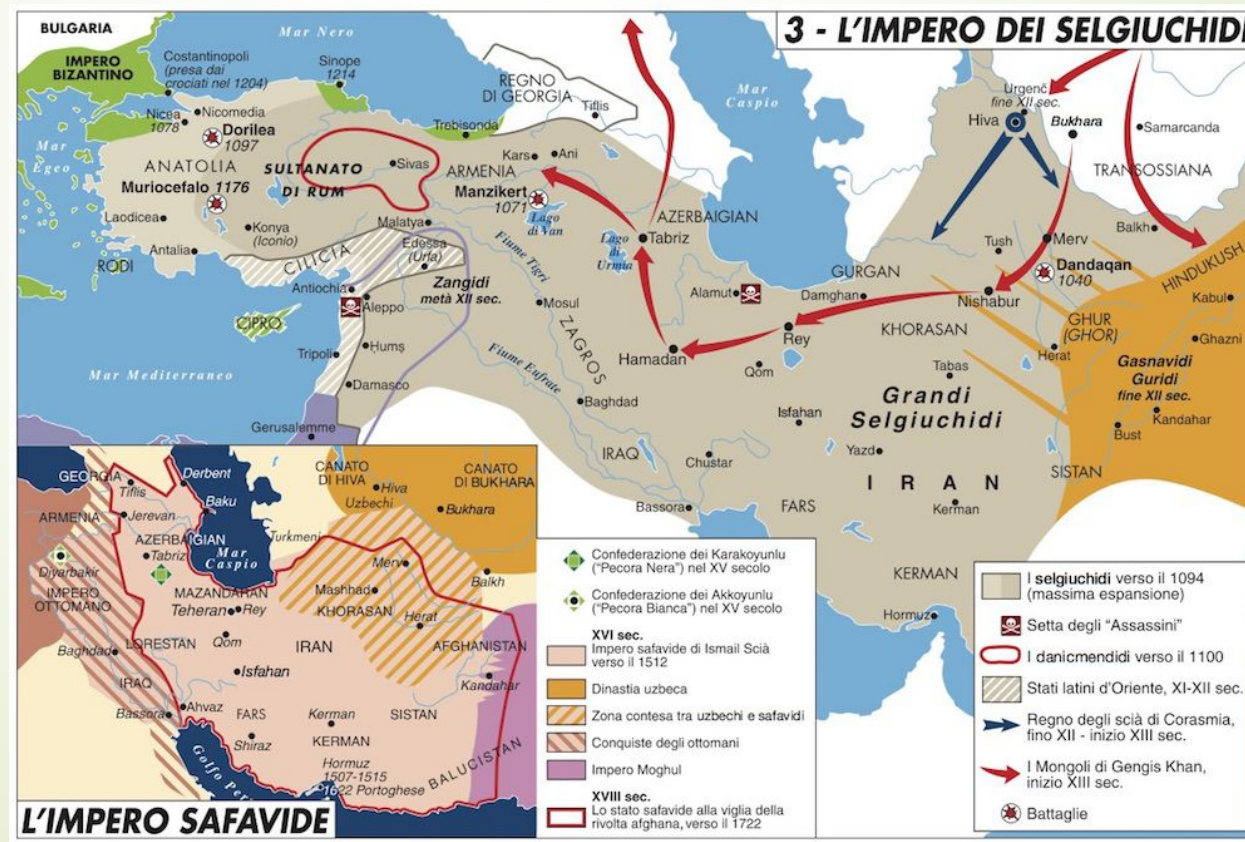 3 - L'IMPERO DEI SELGIUCHIDI
BULGARIA
Mar Nero
IMPERO
BIZANTINO
Costantinopoli
(presa dai
crociati nel 1204)
Sinope
1214
REGNO
DI GEORGIA
Tiflis
Mar
Caspio
Urgenč
fine XII sec.
Hiva
Bukhara
Samarcanda
TRANSOSSIANA
Nicea
1078
Nicomedia
Dorilea
1097
Trebisonda
Mar
Egeo
ANATOLIA
SULTANATO
DI RUM
Sivas
ARMENIA
Kars
Ani
Muriocefalo 1176
Manzikert
1071
Lago
di Van
AZERBAIGIAN
Laodicea
Konya
(Iconio)
Malatya
Lago
di
Urmia
Tabriz
Balkh
Tush
Merv
Antalia
Edessa
(Urfa)
Fiume Tigri
GURGAN
Dandaqan
1040
HINDUKUSH
RODI
CILICIA
Zangidi
metà XII sec.
Antiochia
Aleppo
Mosul
Alamut
Damghan
Nishabur
Kabul
CIPRO
ZAGROS
Rey
KHORASAN
GHUR
(GHOR)
Ghazni
Tripoli
Hums
Fiume Eufrate
Hamadan
Qom
Tabas
Herat
Gasnavidi
Guridi
fine XII sec.
Mar Mediterraneo
Damasco
Baghdad
Isfahan
Grandi
Selgiuchidi
Kandahar
Bust
Gerusalemme
IRAQ
Chustar
Yazd
SISTAN
IRAN
Bassora
FARS
Kerman
KERMAN
Hormuz
GEORGIA
Tiflis
Derbent
CANATO
DI HIVA
Hiva
Uzbechi
CANATO
DI BUKHARA
Bukhara
ARMENIA
Jerevan
Baku
AZERBAIGIAN
Tabriz
Mar
Caspio
Turkmeni
Diyarbakir
Merv
Balkh
IMPERO
OTTOMANO
MAZANDARAN
Teheran
Rey
Mashhad
KHORASAN
Herat
Qom
LORESTAN
IRAN
AFGHANISTAN
Baghdad
Isfahan
Kandahar
IRAQ
Bassora
Ahvaz
FARS
Kerman
SISTAN
Shiraz
KERMAN
Hormuz
1507-1515
1622 Portoghese
BALUCISTAN
L'IMPERO SAFAVIDE
Confederazione dei Karakoyunlu
("Pecora Nera") nel XV secolo
Confederazione dei Akkoyunlu
("Pecora Bianca") nel XV secolo
XVI sec.
Impero safavide di Ismail Scià
verso il 1512
Dinastia uzbeca
Zona contesa tra uzbechi e safavidi
Conquiste degli ottomani
Impero Moghul
XVIII sec.
Lo stato safavide alla viglia della
rivolta afghana, verso il 1722
I selgiuchidi verso il 1094
(massima espansione)
Setta degli "Assassini"
I danicmendidi verso il 1100
Stati latini d'Oriente, XI-XII sec.
Regno degli scià di Corasmia,
fino XII - inizio XIII sec.
I Mongoli di Gengis Khan,
inizio XIII sec.
Battaglie